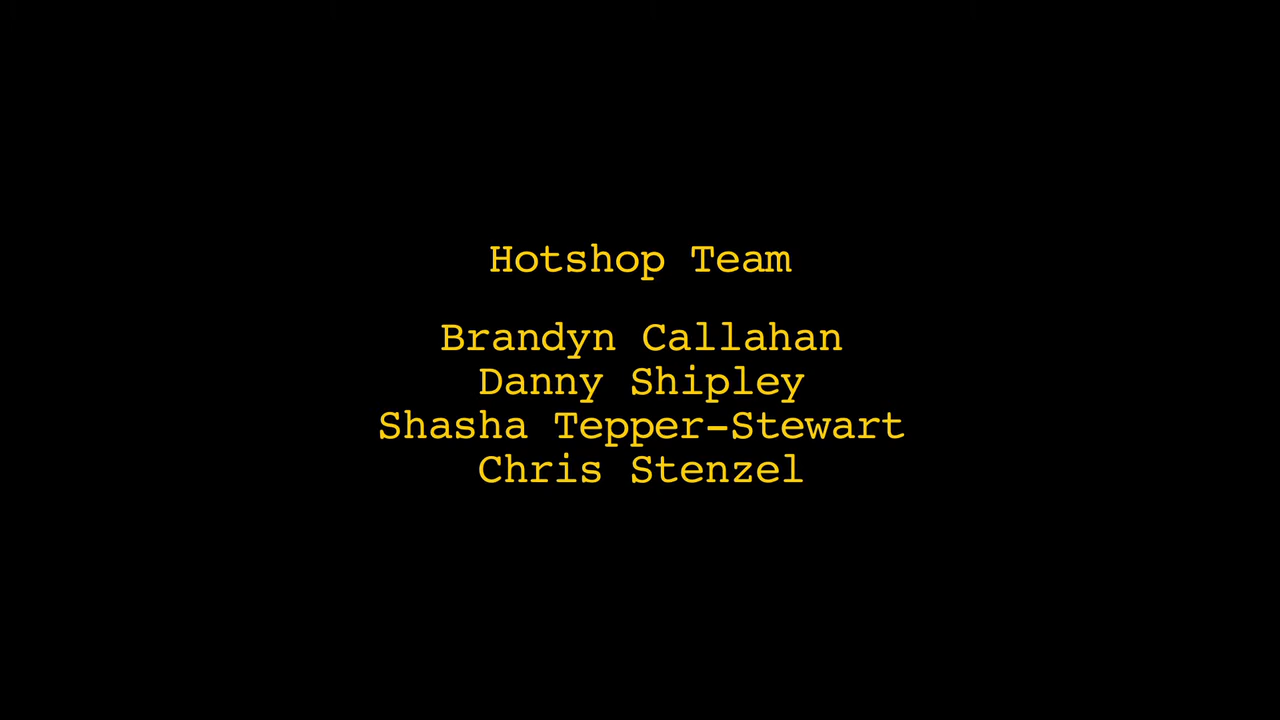 Hotshop Team
Brandyn Callahan
Danny Shipley
Shasha Tepper-Stewart
Chris Stenzel